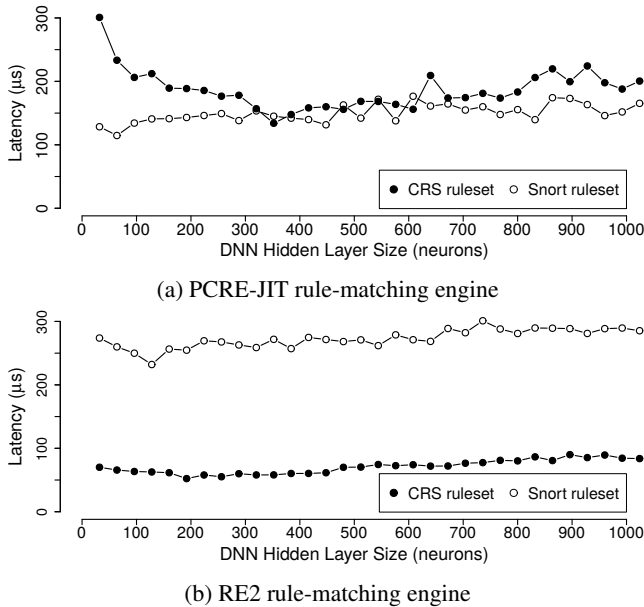 300
200
100
0
Latency (µs)
CRS ruleset
Snort ruleset
0 100 200 300 400 500 600 700 800 900 1000
DNN Hidden Layer Size (neurons)
(a) PCRE-JIT rule-matching engine
300
200
100
0
Latency (µs)
CRS ruleset
Snort ruleset
0 100 200 300 400 500 600 700 800 900 1000
DNN Hidden Layer Size (neurons)
(b) RE2 rule-matching engine